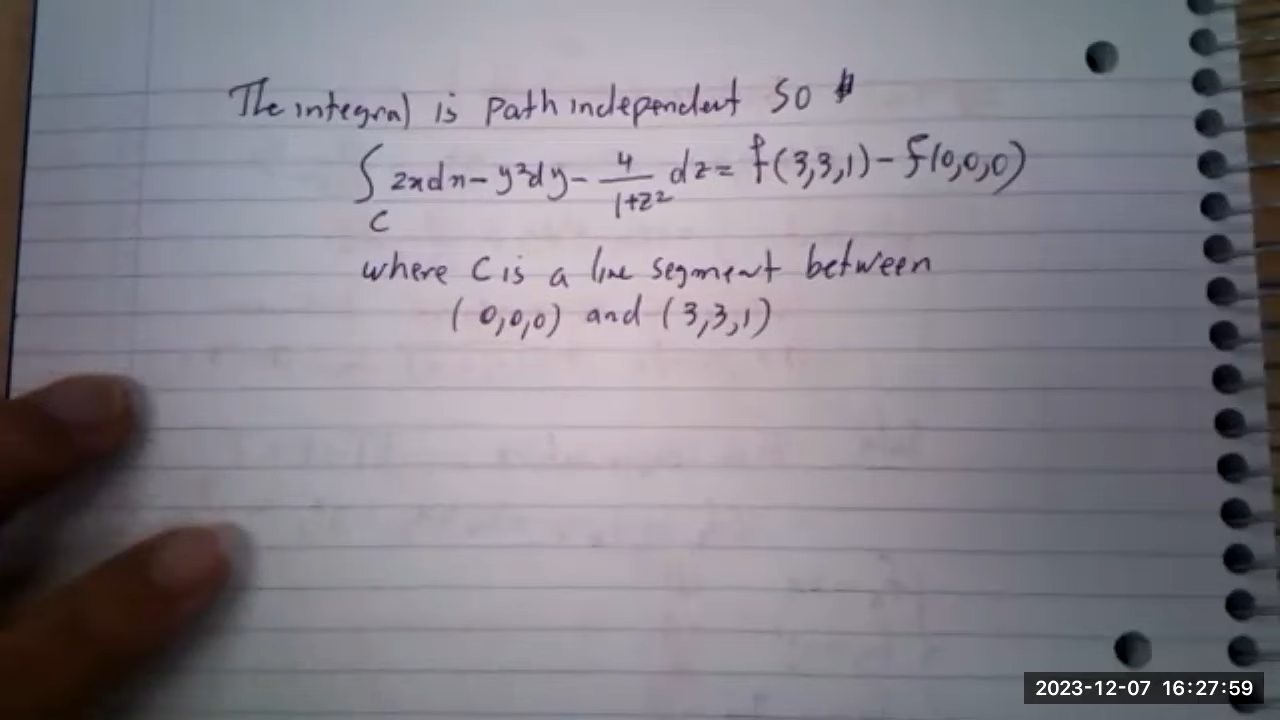 The integral is path independent so
∫_C 2xdx - y²dy - 4/(1+z²) dz = f(3,3,1) - f(0,0,0)
where C is a line segment between
(0,0,0) and (3,3,1)
2023-12-07 16:27:59